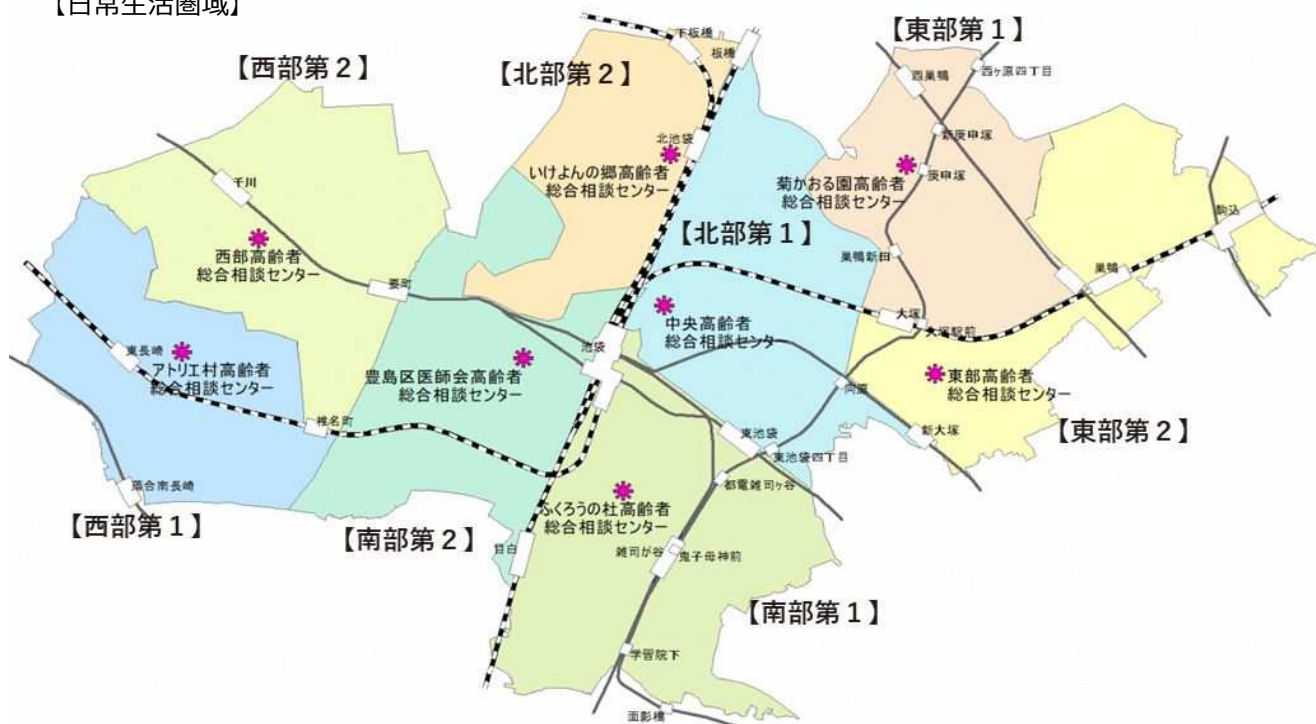 【日常生活圏域】
【東部第１】
【西部第２】
【北部第２】
下板橋
板橋
西巣鴨
西ヶ原四丁目
新庚申塚
北池袋
いけよんの郷高齢者
総合相談センター
菊かおる園高齢者
総合相談センター
庚申塚
千川
西部高齢者
総合相談センター
【北部第１】
駒込
巣鴨新田
巣鴨
要町
中央高齢者
総合相談センター
大塚
大塚駅前
東長崎
アトリエ村高齢者
総合相談センター
豊島区医師会高齢者
総合相談センター
池袋
向原
東部高齢者
総合相談センター
椎名町
東池袋
新大塚
【東部第２】
東池袋四丁目
落合南長崎
都電雑司ヶ谷
ふくろうの杜高齢者
総合相談センター
【西部第１】
【南部第２】
目白
雑司が谷
鬼子母神前
【南部第１】
学習院下
面影橋